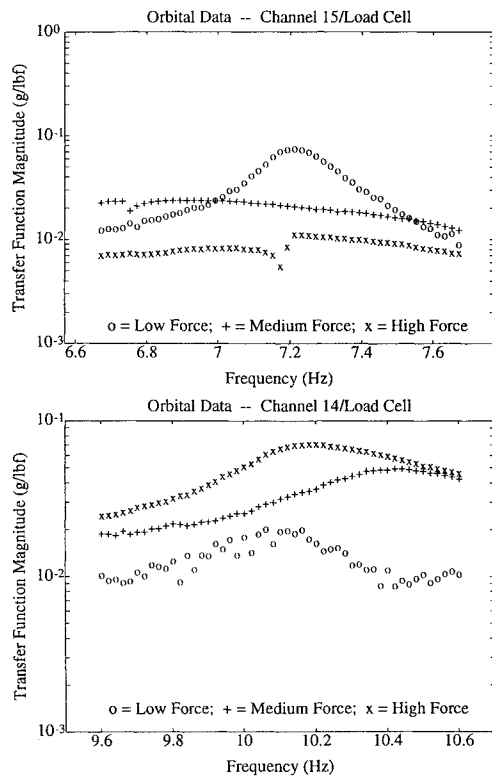 Orbital Data -- Channel 15/Load Cell
10^0
10^-1
10^-2
10^-3
Transfer Function Magnitude (g/lbf)
o = Low Force; + = Medium Force; x = High Force
6.6 6.8 7 7.2 7.4 7.6
Frequency (Hz)
Orbital Data -- Channel 14/Load Cell
10^-1
10^-2
10^-3
Transfer Function Magnitude (g/lbf)
o = Low Force; + = Medium Force; x = High Force
9.6 9.8 10 10.2 10.4 10.6
Frequency (Hz)